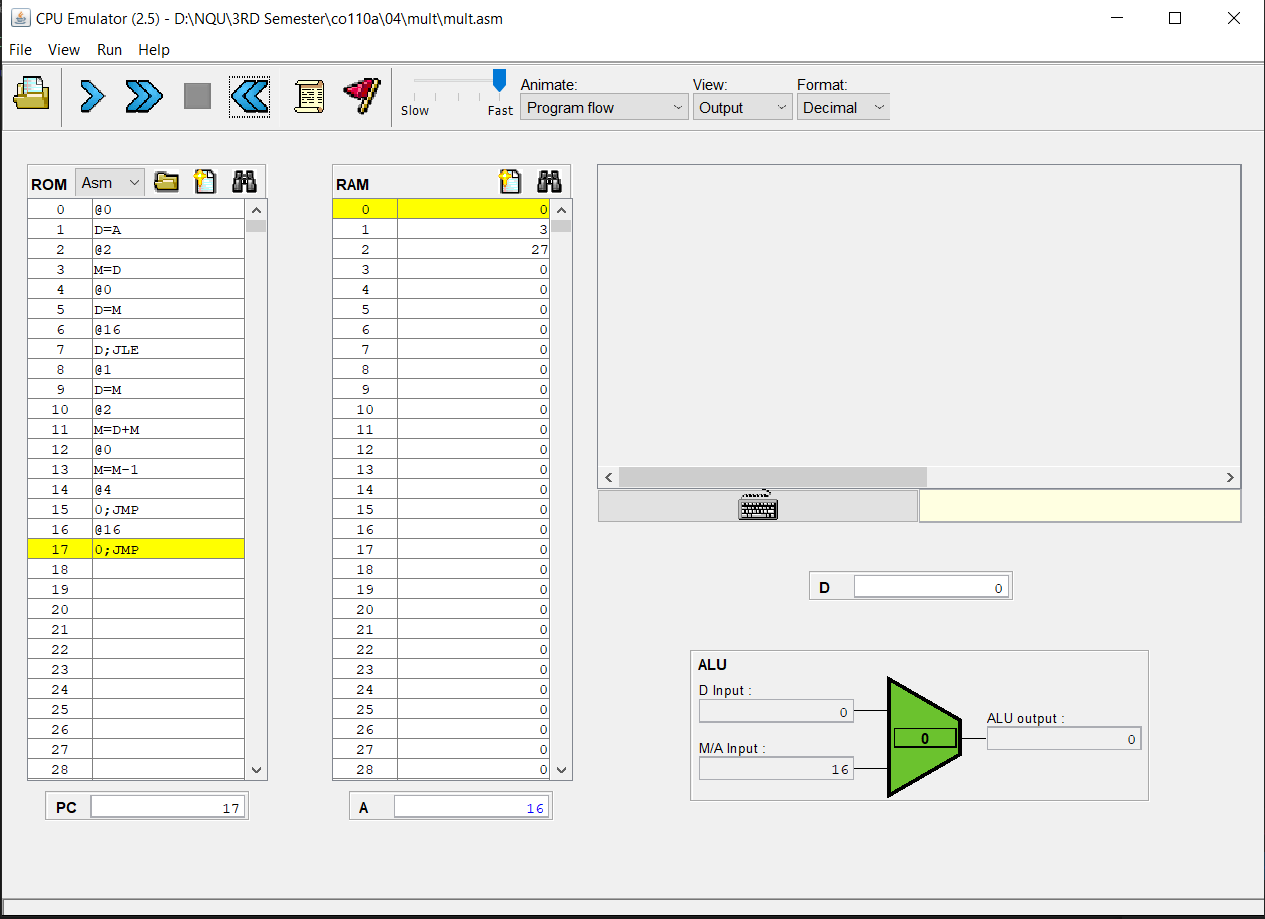 CPU Emulator (2.5) - D:\NQU\3RD Semester\co110a\04\mult\mult.asm
File View Run Help
Slow Fast
Animate: View: Format:
Program flow Output Decimal
ROM Asm
0 @0
1 D=A
2 @2
3 M=D
4 @0
5 D=M
6 @16
7 D;JLE
8 @1
9 D=M
10 @2
11 M=D+M
12 @0
13 M=M-1
14 @4
15 0;JMP
16 @16
17 0;JMP
18
19
20
21
22
23
24
25
26
27
28
PC 17
RAM
0 0
1 3
2 27
3 0
4 0
5 0
6 0
7 0
8 0
9 0
10 0
11 0
12 0
13 0
14 0
15 0
16 0
17 0
18 0
19 0
20 0
21 0
22 0
23 0
24 0
25 0
26 0
27 0
28 0
A 16
D 0
ALU
D Input :
0
M/A Input :
16
0
ALU output :
0